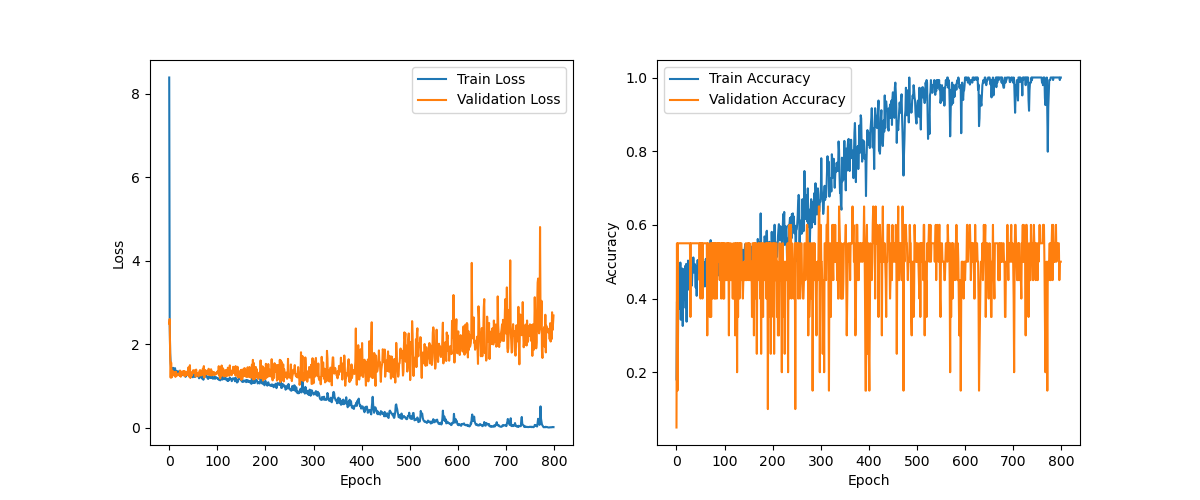 Train Loss
Validation Loss
8
6
4
2
0
Loss
0 100 200 300 400 500 600 700 800
Epoch
Train Accuracy
Validation Accuracy
1.0
0.8
0.6
0.4
0.2
Accuracy
0 100 200 300 400 500 600 700 800
Epoch